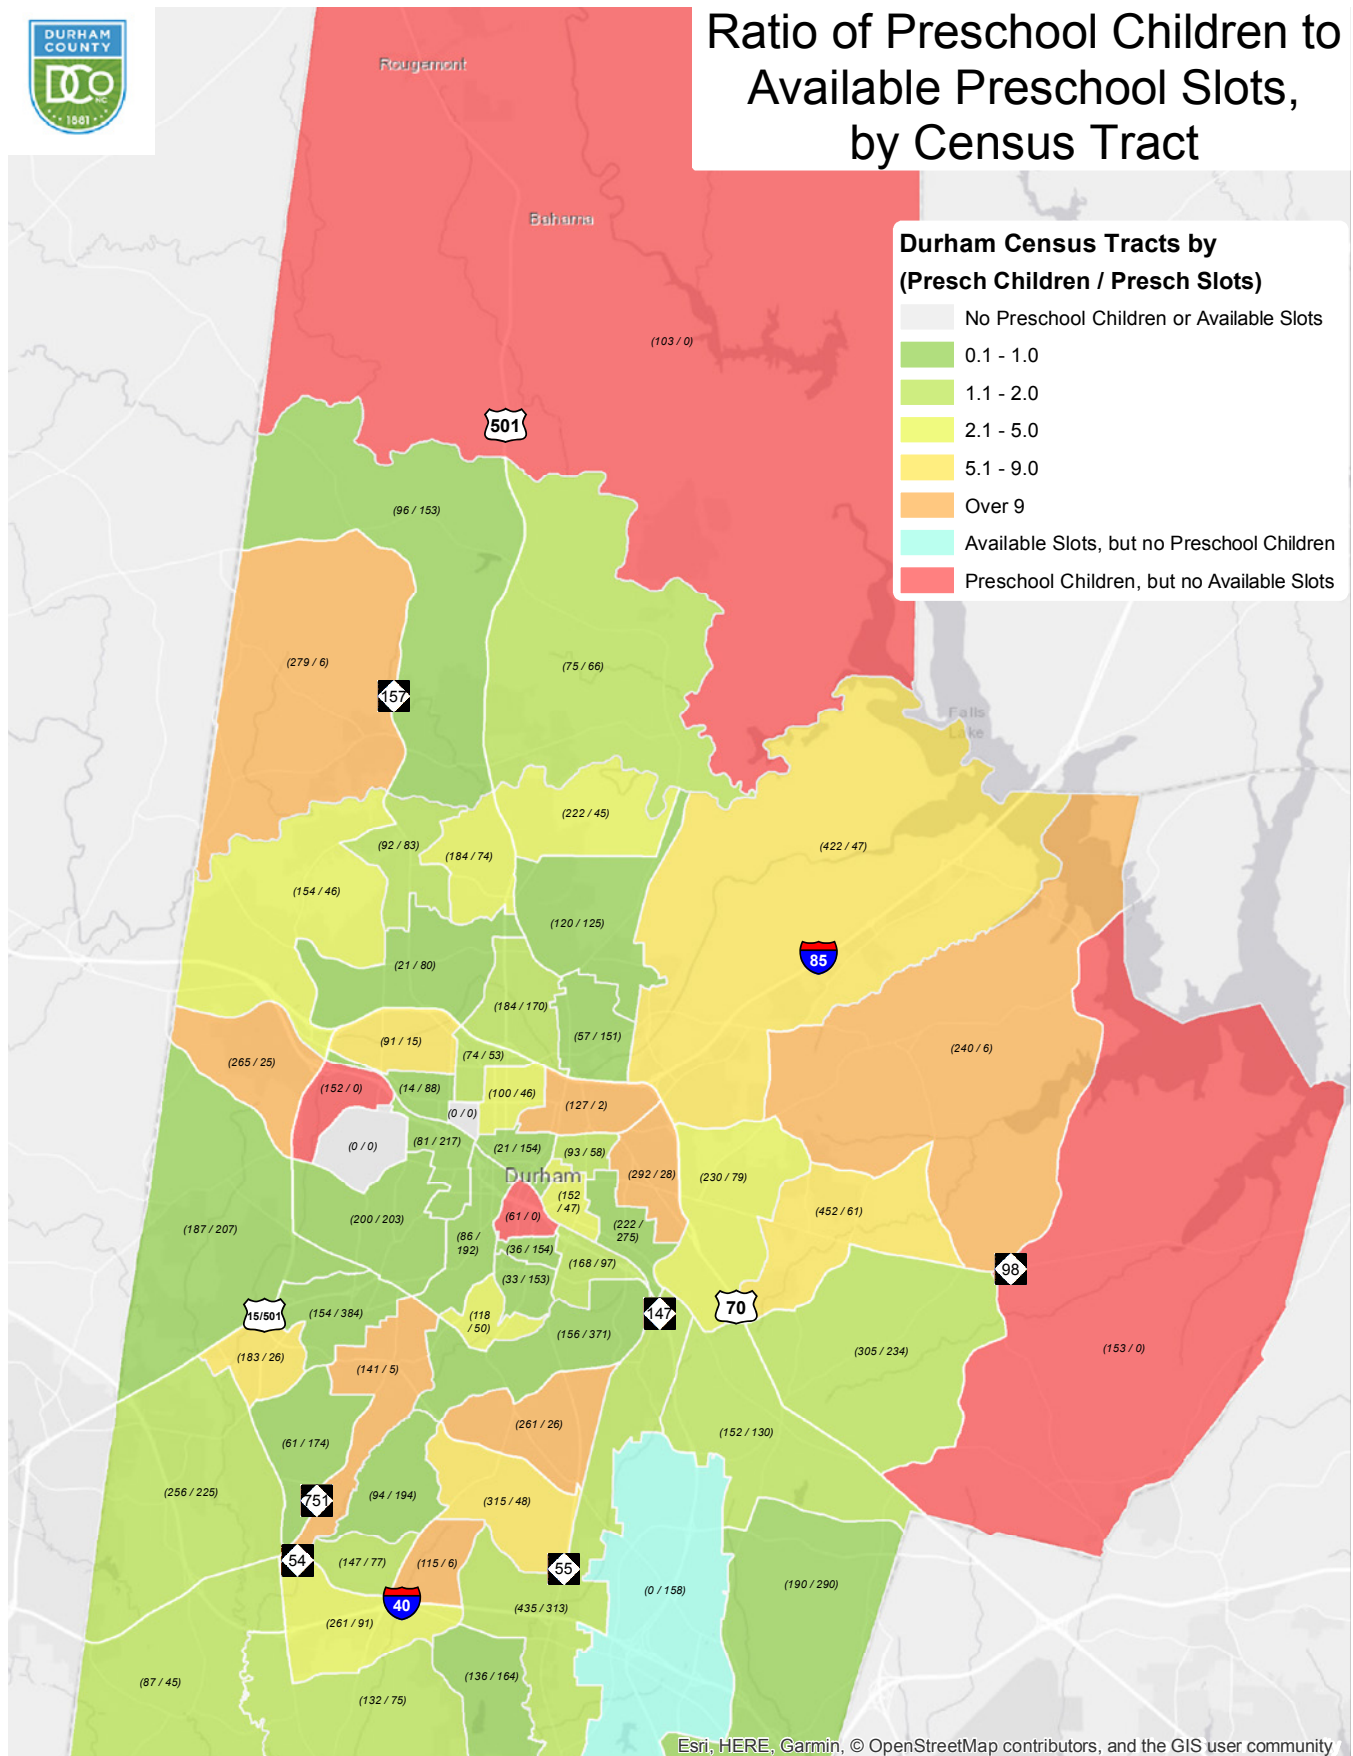 DURHAM
COUNTY
DCO
NC
1881
Ratio of Preschool Children to
Available Preschool Slots,
by Census Tract
Rougemont
Bahama
Durham Census Tracts by
(Presch Children / Presch Slots)
No Preschool Children or Available Slots
0.1 - 1.0
1.1 - 2.0
2.1 - 5.0
5.1 - 9.0
Over 9
Available Slots, but no Preschool Children
Preschool Children, but no Available Slots
(103 / 0)
501
(96 / 153)
(279 / 6)
(75 / 66)
157
Falls
Lake
(222 / 45)
(92 / 83)
(184 / 74)
(422 / 47)
(154 / 46)
(120 / 125)
85
(21 / 80)
(184 / 170)
(57 / 151)
(91 / 15)
(74 / 53)
(240 / 6)
(265 / 25)
(152 / 0)
(14 / 88)
(100 / 46)
(127 / 2)
(0 / 0)
(0 / 0)
(81 / 217)
(21 / 154)
(93 / 58)
Durham
(292 / 28)
(230 / 79)
(152
/ 47)
(187 / 207)
(200 / 203)
(61 / 0)
(222 /
275)
(452 / 61)
(86 /
192)
(36 / 154)
(168 / 97)
98
(33 / 153)
15/501
(154 / 384)
(118
/ 50)
147
70
(156 / 371)
(183 / 26)
(141 / 5)
(305 / 234)
(153 / 0)
(261 / 26)
(61 / 174)
(152 / 130)
(256 / 225)
751
(94 / 194)
(315 / 48)
54
(147 / 77)
(115 / 6)
55
(0 / 158)
(190 / 290)
40
(435 / 313)
(261 / 91)
(136 / 164)
(87 / 45)
(132 / 75)
Esri, HERE, Garmin, © OpenStreetMap contributors, and the GIS user community